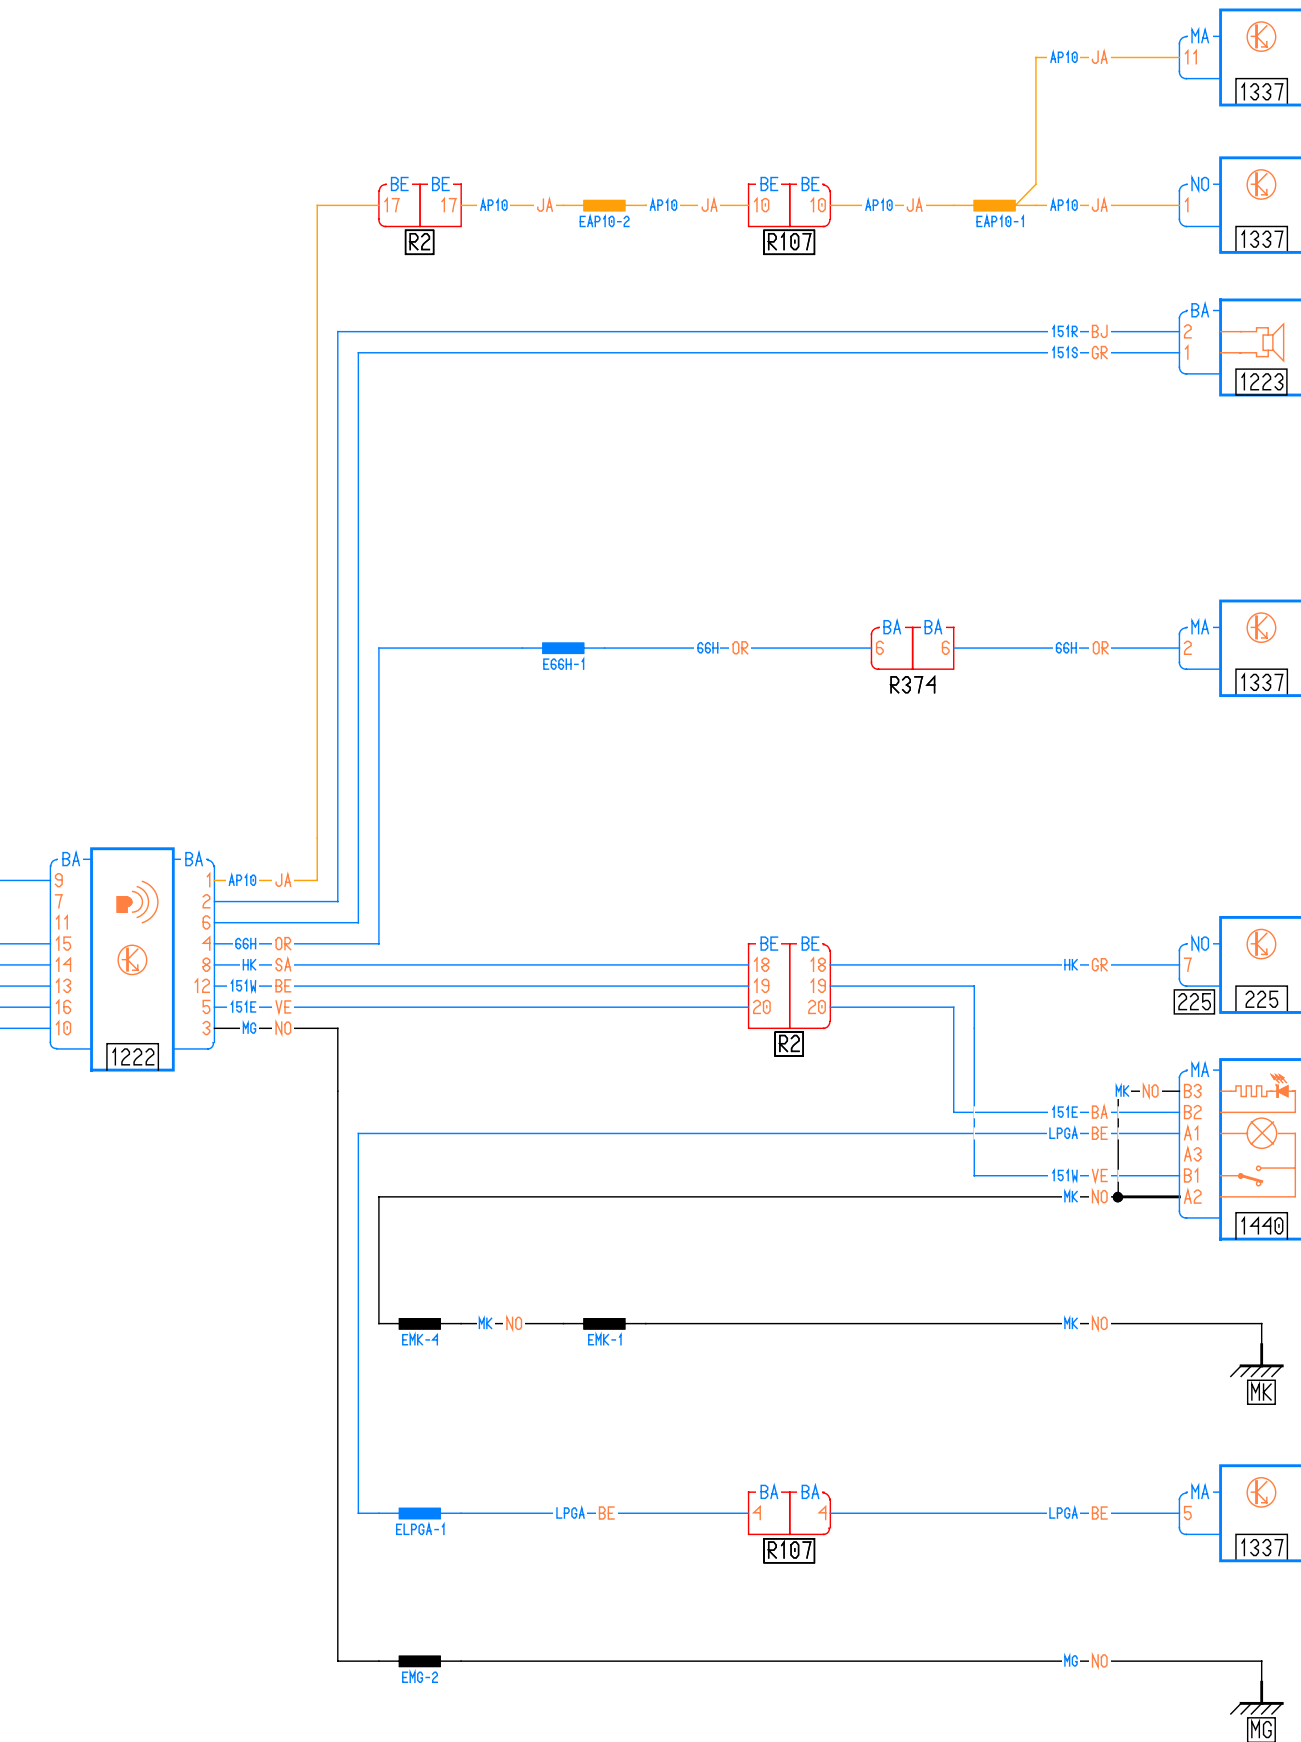 MA
AP10 JA 11
1337
BE BE BE BE NO
17 17 AP10 JA AP10 JA 10 10 AP10 JA AP10 JA 1
EAP10-2 EAP10-1
R2 R107 1337
BA
151R BJ 2
151S GR 1
1223
BA BA MA
66H OR 6 6 66H OR 2
E66H-1
R374 1337
BA BA
9 1 AP10 JA
7 2
11 6
15 4 66H OR BE BE NO
14 8 HK SA 18 18 HK GR 7
13 12 151W BE 19 19
16 5 151E VE 20 20 225 225
10 3 MG NO
1222 R2
MA
MK NO B3
151E BA B2
LPGA BE A1
A3
151W VE B1
MK NO A2
1440
MK NO MK NO
EMK-4 EMK-1
MK
BA BA MA
LPGA BE 4 4 LPGA BE 5
ELPGA-1
R107 1337
MG NO
EMG-2
MG